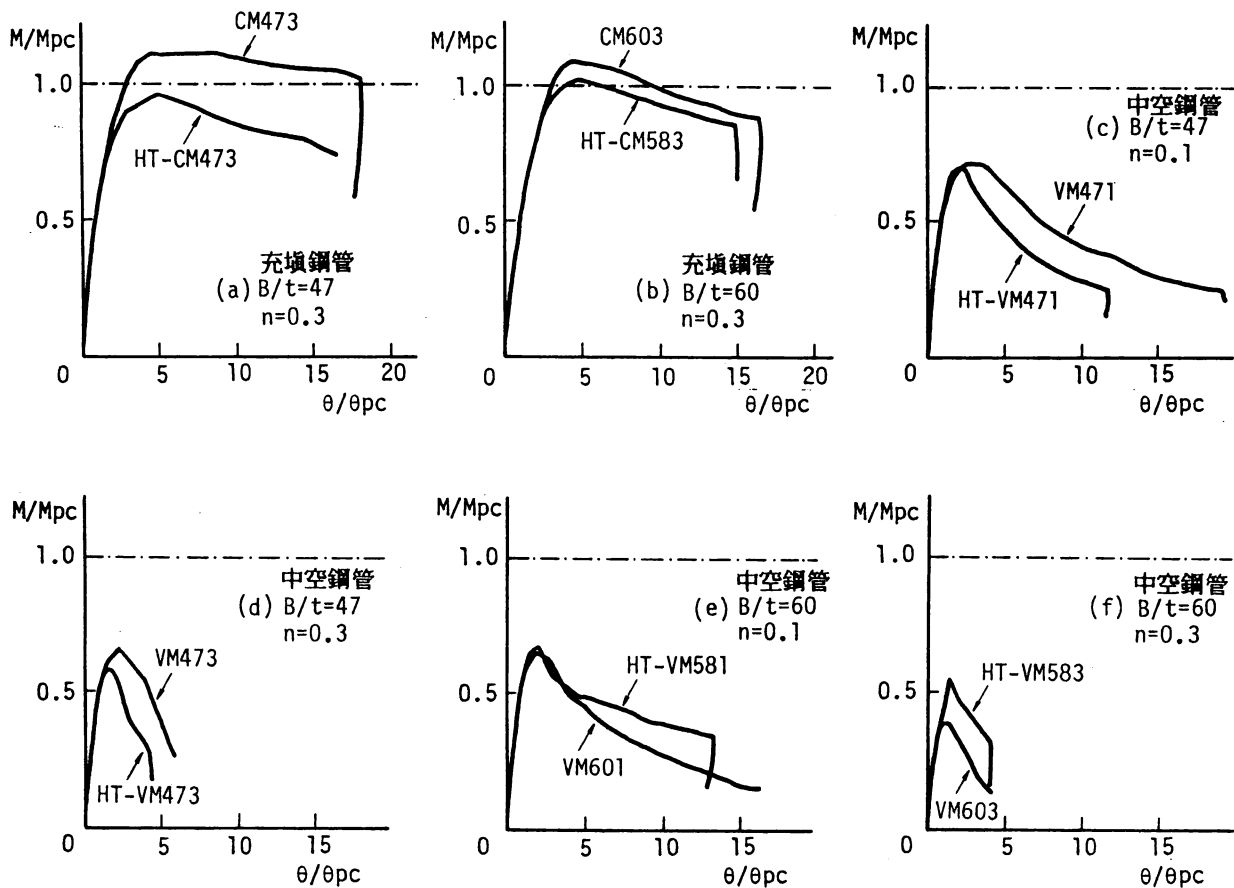 M/Mpc
CM473
1.0
HT-CM473
0.5
充塡鋼管
(a) B/t=47
n=0.3
0 5 10 15 20
θ/θpc
M/Mpc
CM603
1.0
HT-CM583
0.5
充塡鋼管
(b) B/t=60
n=0.3
0 5 10 15 20
θ/θpc
M/Mpc
1.0
中空鋼管
(c) B/t=47
n=0.1
VM471
0.5
HT-VM471
0 5 10 15
θ/θpc
M/Mpc
1.0
中空鋼管
(d) B/t=47
n=0.3
VM473
0.5
HT-VM473
0 5 10 15
θ/θpc
M/Mpc
1.0
中空鋼管
(e) B/t=60
n=0.1
HT-VM581
0.5
VM601
0 5 10 15
θ/θpc
M/Mpc
1.0
中空鋼管
(f) B/t=60
n=0.3
HT-VM583
0.5
VM603
0 5 10 15
θ/θpc